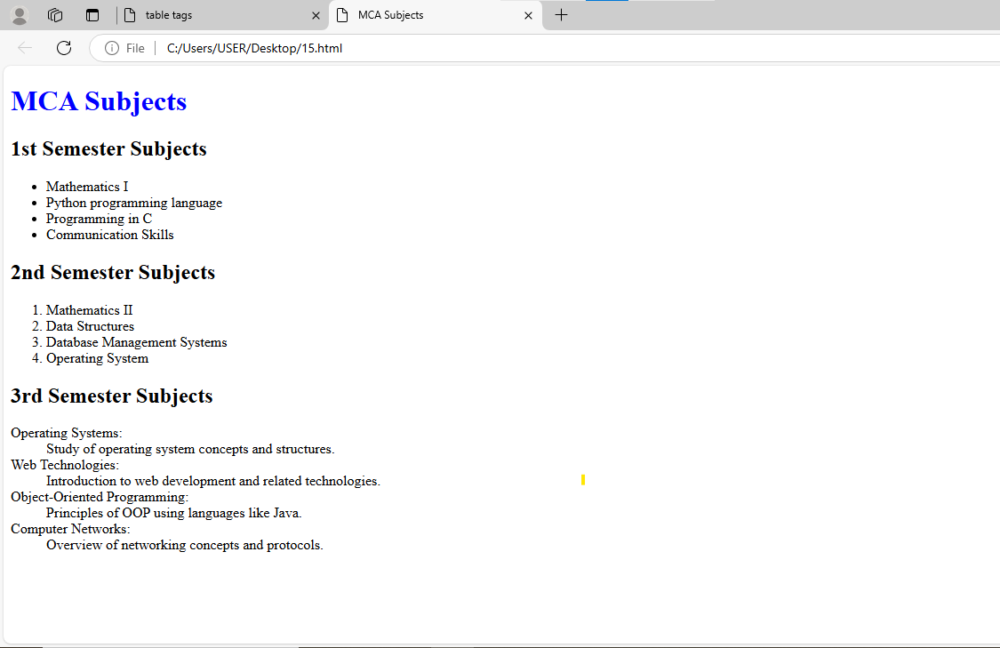 table tags
MCA Subjects
File
C:/Users/USER/Desktop/15.html
MCA Subjects
1st Semester Subjects
• Mathematics I
• Python programming language
• Programming in C
• Communication Skills
2nd Semester Subjects
1. Mathematics II
2. Data Structures
3. Database Management Systems
4. Operating System
3rd Semester Subjects
Operating Systems:
Study of operating system concepts and structures.
Web Technologies:
Introduction to web development and related technologies.
Object-Oriented Programming:
Principles of OOP using languages like Java.
Computer Networks:
Overview of networking concepts and protocols.